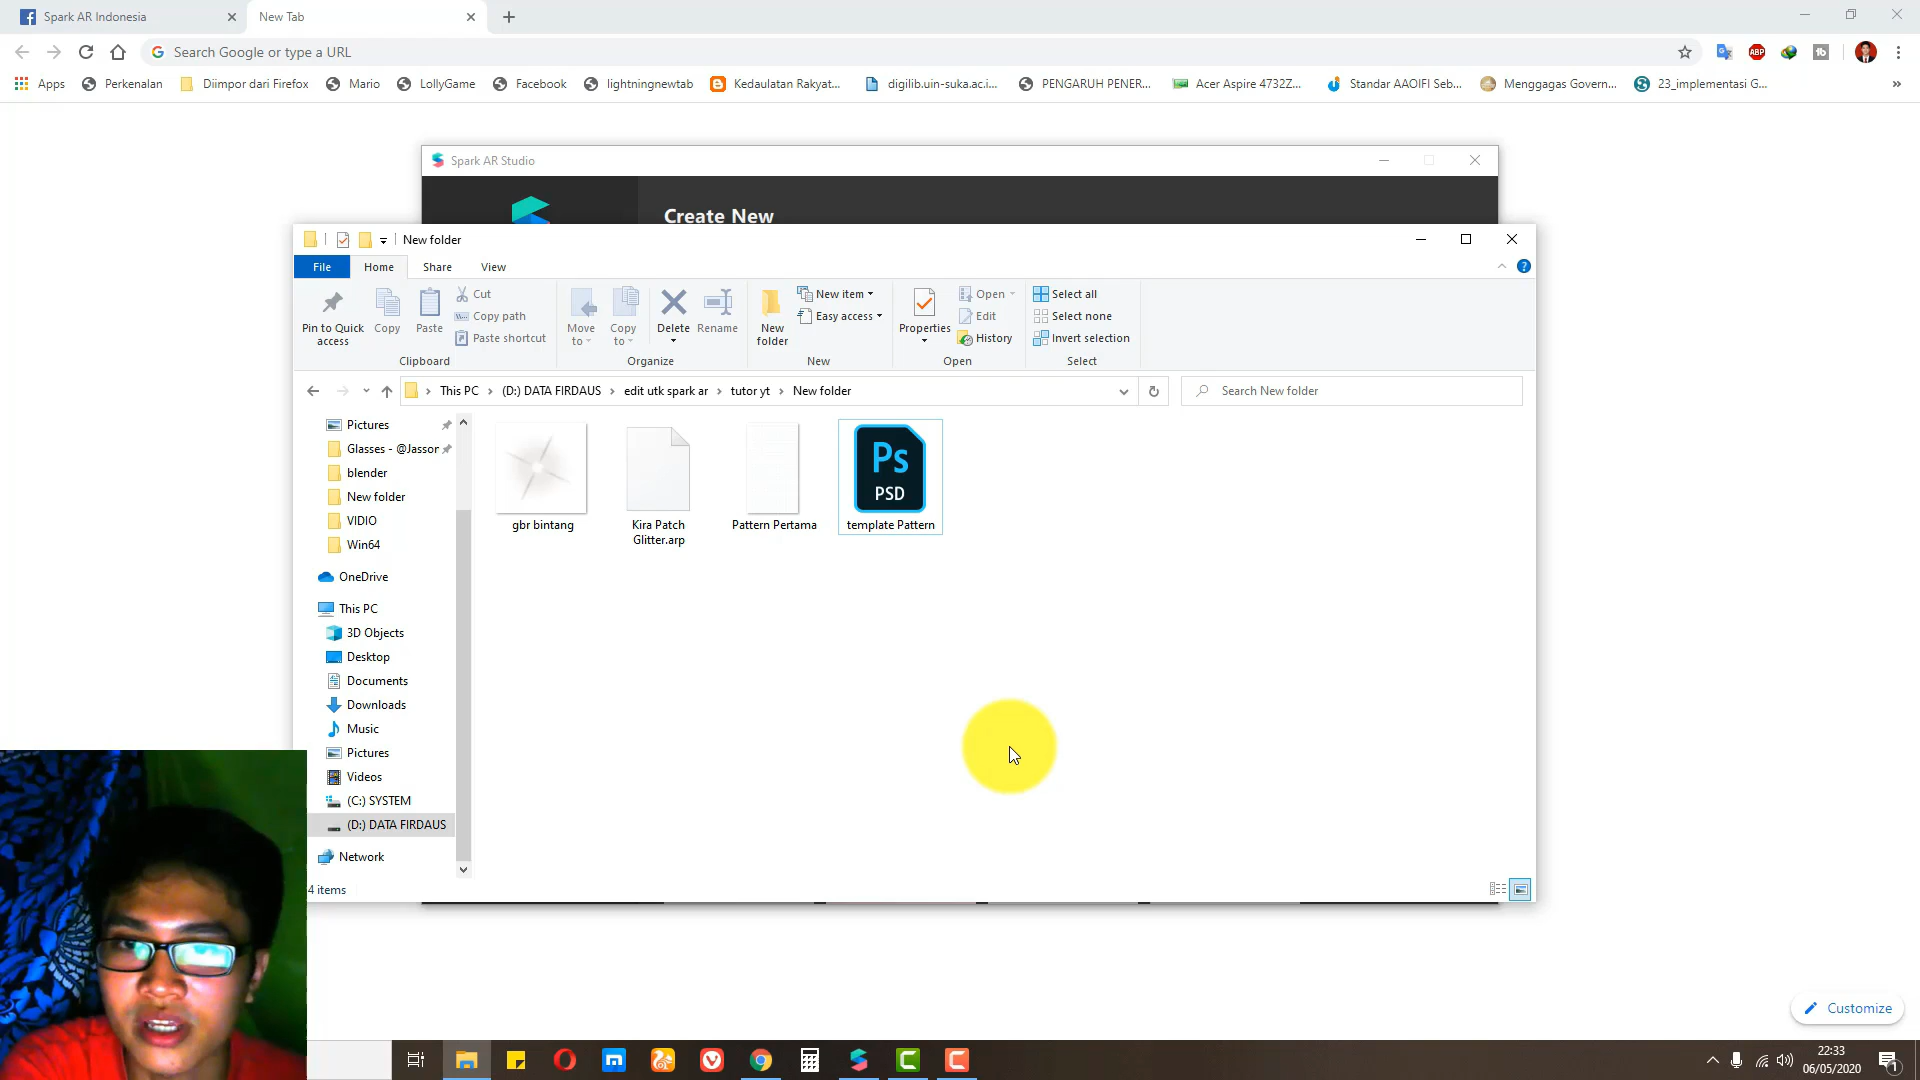 Spark AR Indonesia
New Tab
Search Google or type a URL
ABP
tb
Apps
Perkenalan
Diimpor dari Firefox
Mario
LollyGame
Facebook
lightningnewtab
Kedaulatan Rakyat...
digilib.uin-suka.ac.i...
PENGARUH PENER...
Acer Aspire 4732Z...
Standar AAOIFI Seb...
Menggagas Govern...
23_implementasi G...
Spark AR Studio
Create New
New folder
File
Home
Share
View
Pin to Quick
access
Copy
Paste
Cut
Copy path
Paste shortcut
Clipboard
Move
to
Copy
to
Delete
Rename
Organize
New
folder
New item
Easy access
New
Properties
Open
Edit
History
Open
Select all
Select none
Invert selection
Select
This PC
(D:) DATA FIRDAUS
edit utk spark ar
tutor yt
New folder
Search New folder
Pictures
Glasses - @Jassor
blender
New folder
VIDIO
Win64
OneDrive
This PC
3D Objects
Desktop
Documents
Downloads
Music
Pictures
Videos
(C:) SYSTEM
(D:) DATA FIRDAUS
Network
gbr bintang
Kira Patch
Glitter.arp
Pattern Pertama
Ps
PSD
template Pattern
4 items
Customize
22:33
06/05/2020
1